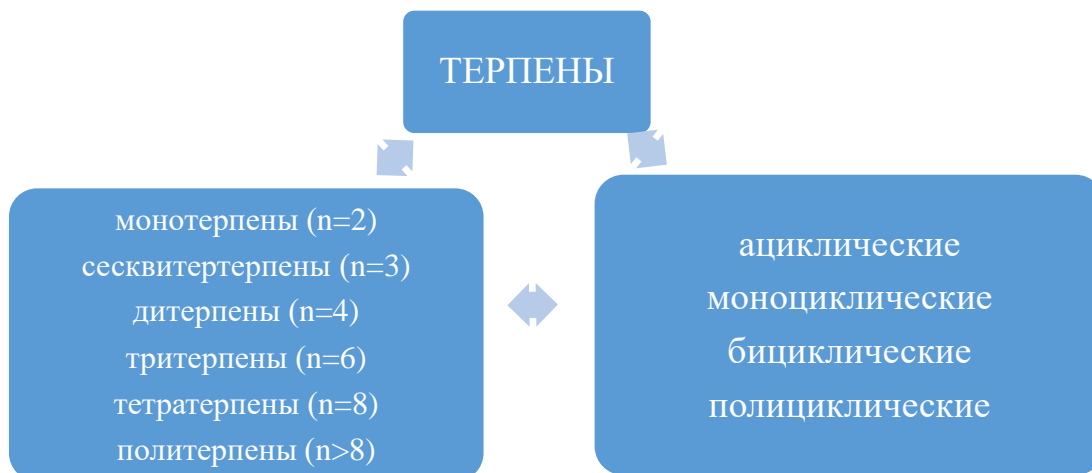 ТЕРПЕНЫ
монотерпены (n=2)
сесквитертерпены (n=3)
дитерпены (n=4)
тритерпены (n=6)
тетратерпены (n=8)
политерпены (n>8)
ациклические
моноциклические
бициклические
полициклические